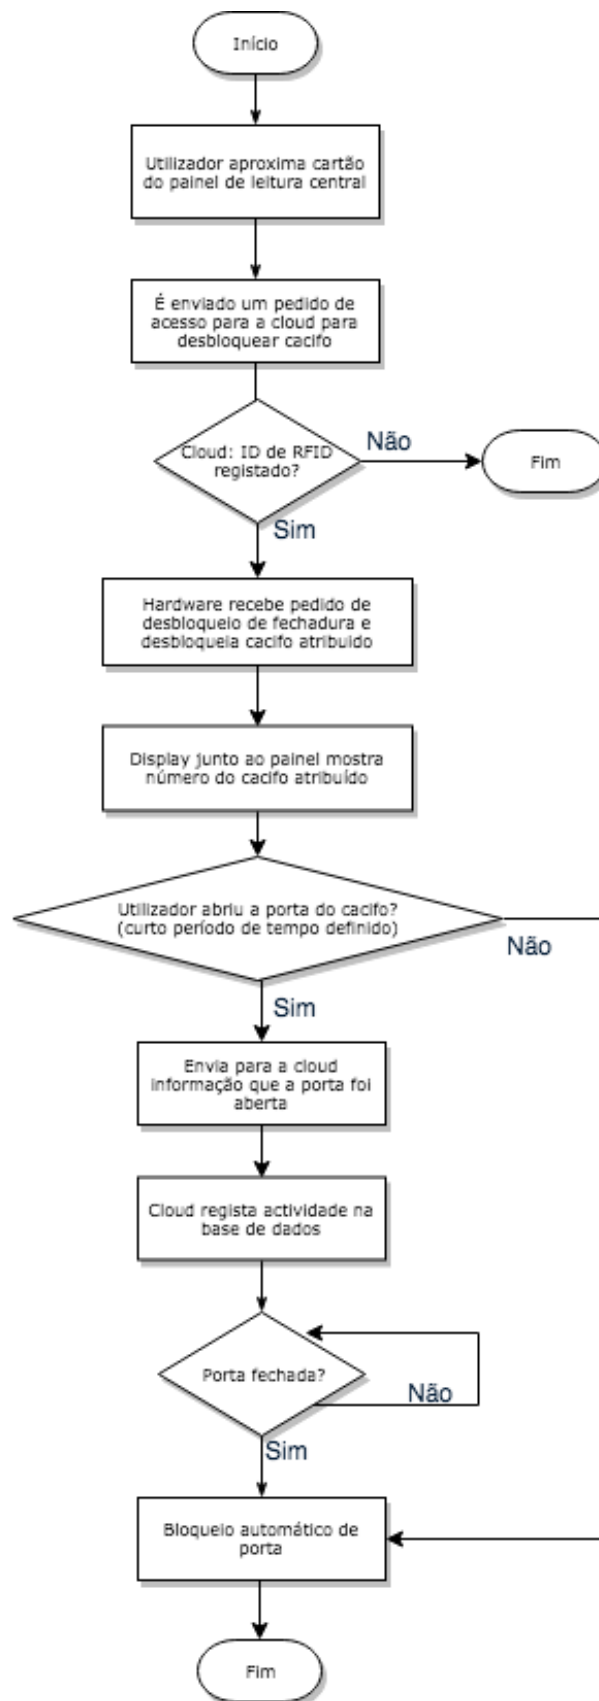 Início
Utilizador aproxima cartão
do painel de leitura central
É enviado um pedido de
acesso para a cloud para
desbloquear cacifo
Cloud: ID de RFID
registado?
Não
Fim
Sim
Hardware recebe pedido de
desbloqueio de fechadura e
desbloqueia cacifo atribuido
Display junto ao painel mostra
número do cacifo atribuído
Utilizador abriu a porta do cacifo?
(curto período de tempo definido)
Não
Sim
Envia para a cloud
informação que a porta foi
aberta
Cloud regista actividade na
base de dados
Porta fechada?
Não
Sim
Bloqueio automático de
porta
Fim